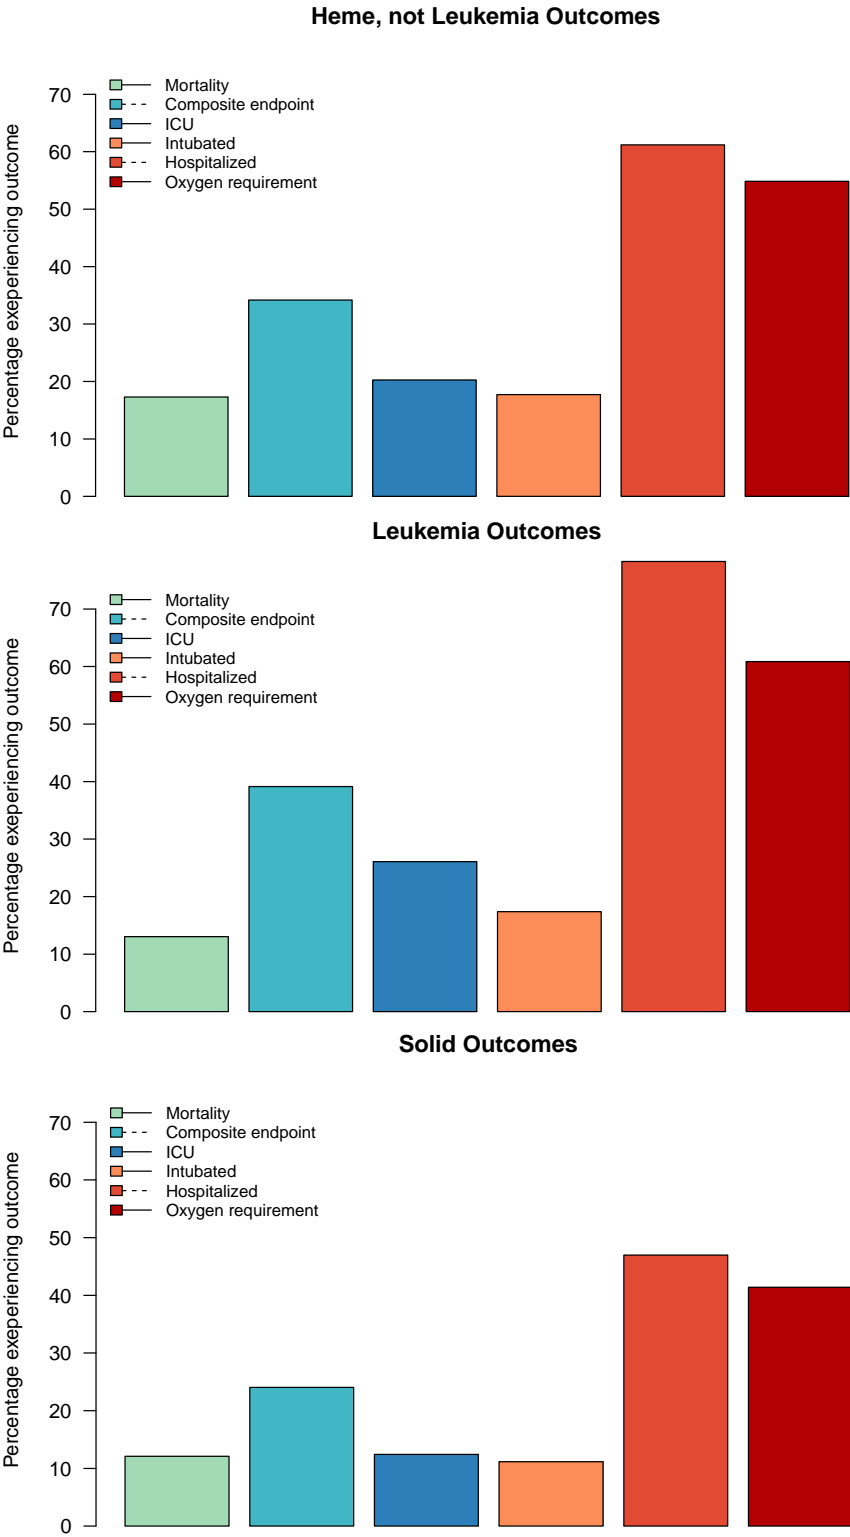 Heme, not Leukemia Outcomes
Percentage exeperiencing outcome
70
60
50
40
30
20
10
0
Mortality
Composite endpoint
ICU
Intubated
Hospitalized
Oxygen requirement
Leukemia Outcomes
Percentage exeperiencing outcome
70
60
50
40
30
20
10
0
Mortality
Composite endpoint
ICU
Intubated
Hospitalized
Oxygen requirement
Solid Outcomes
Percentage exeperiencing outcome
70
60
50
40
30
20
10
0
Mortality
Composite endpoint
ICU
Intubated
Hospitalized
Oxygen requirement